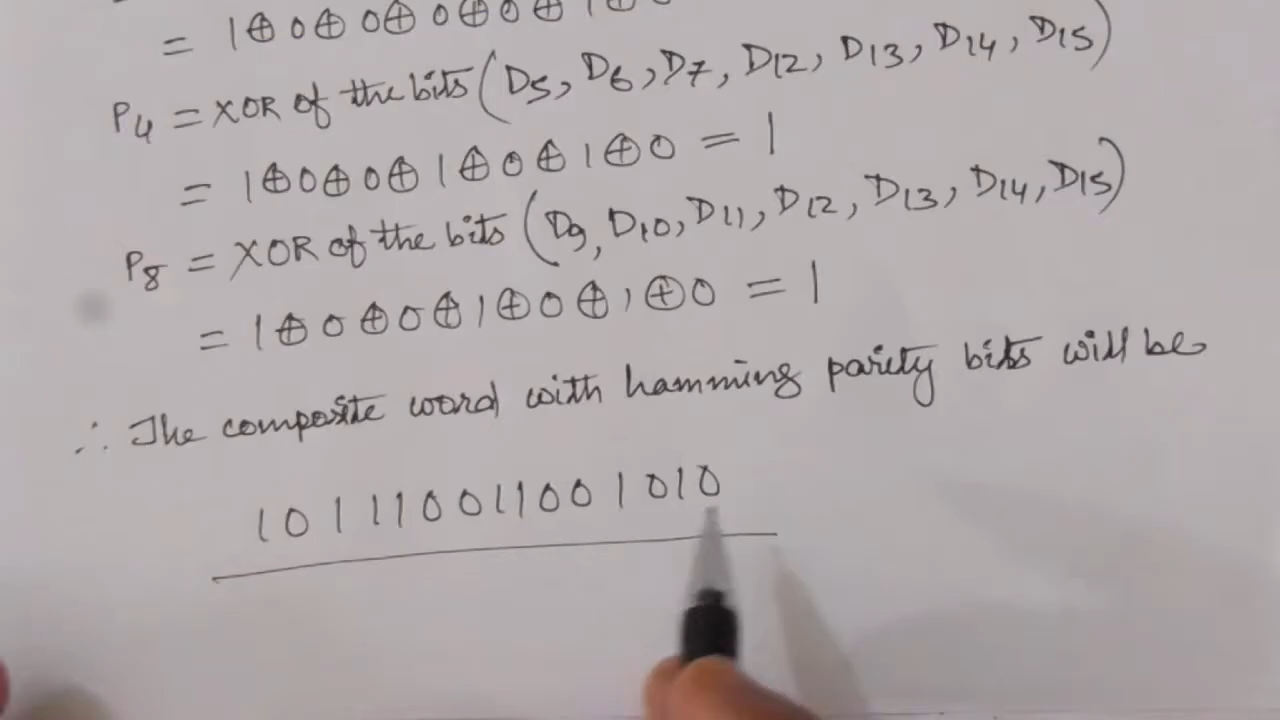 = 1⊕0⊕0⊕0⊕0⊕1⊕
P4 = XOR of the bits (D5, D6, D7, D12, D13, D14, D15)
= 1⊕0⊕0⊕1⊕0⊕1⊕0 = 1
P8 = XOR of the bits (D9, D10, D11, D12, D13, D14, D15)
= 1⊕0⊕0⊕1⊕0⊕1⊕0 = 1
∴ The composite word with hamming parity bits will be
101110011001010